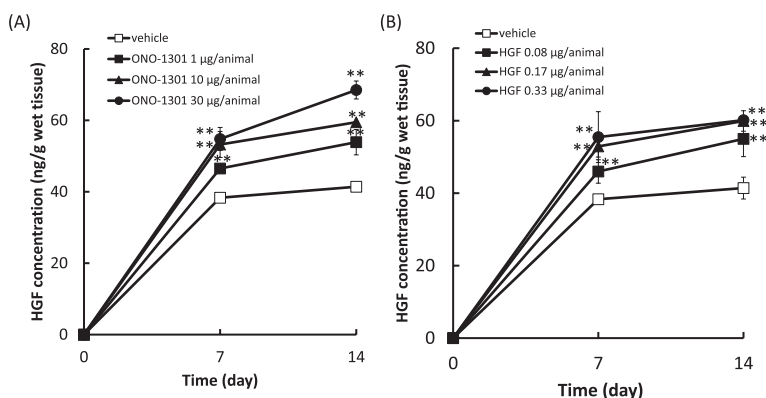 (A)
vehicle
ONO-1301 1 μg/animal
ONO-1301 10 μg/animal
ONO-1301 30 μg/animal
HGF concentration (ng/g wet tissue)
80
60
40
20
0
**
**
**
**
**
**
0
7
14
Time (day)
(B)
vehicle
HGF 0.08 μg/animal
HGF 0.17 μg/animal
HGF 0.33 μg/animal
HGF concentration (ng/g wet tissue)
80
60
40
20
0
**
**
**
**
**
**
0
7
14
Time (day)